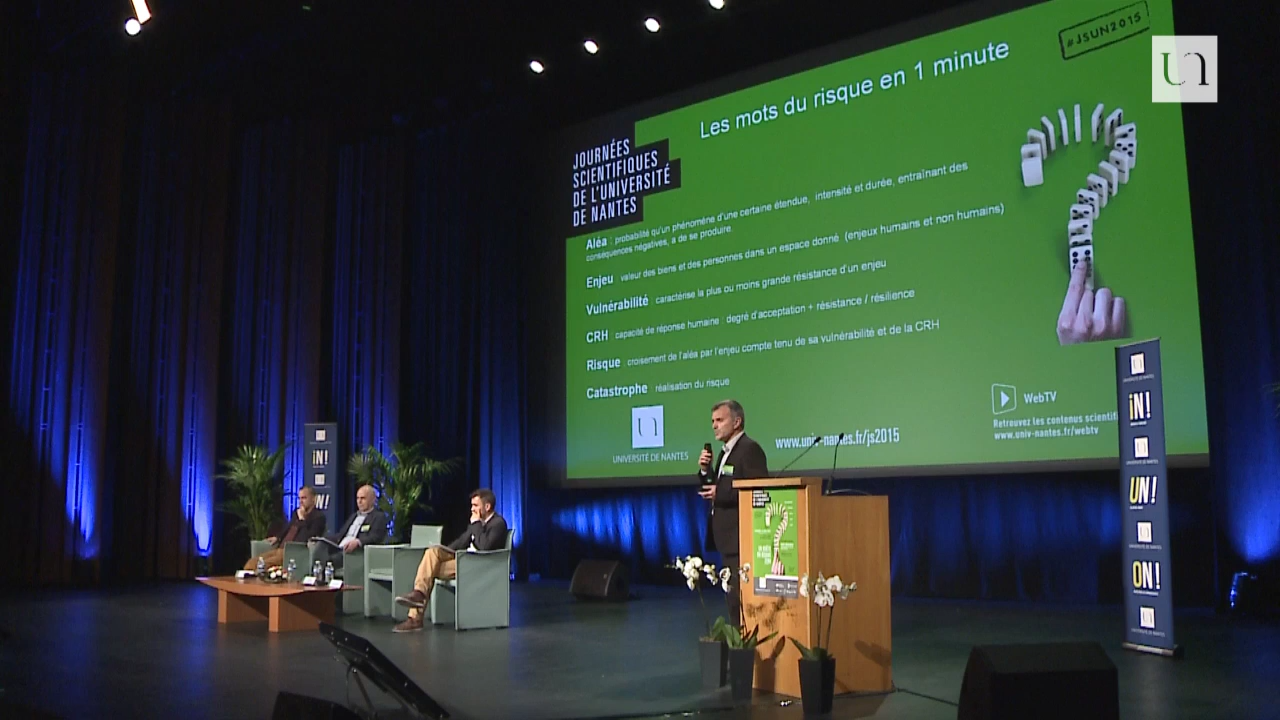 #JSUN2015
un
Les mots du risque en 1 minute
JOURNÉES
SCIENTIFIQUES
DE L'UNIVERSITÉ
DE NANTES
Aléa : probabilité qu'un phénomène d'une certaine étendue, intensité et durée, entraînant des
conséquences négatives, a de se produire.
Enjeu : valeur des biens et des personnes dans un espace donné (enjeux humains et non humains)
Vulnérabilité : caractérise la plus ou moins grande résistance d'un enjeu
CRH : capacité de réponse humaine : degré d'acceptation + résistance / résilience
Risque : croisement de l'aléa par l'enjeu compte tenu de sa vulnérabilité et de la CRH
Catastrophe : réalisation du risque
UNIVERSITÉ DE NANTES
www.univ-nantes.fr/js2015
WebTV
Retrouvez les contenus scientifi
www.univ-nantes.fr/webtv
iN!
UN!
ON!
iN!
UN!